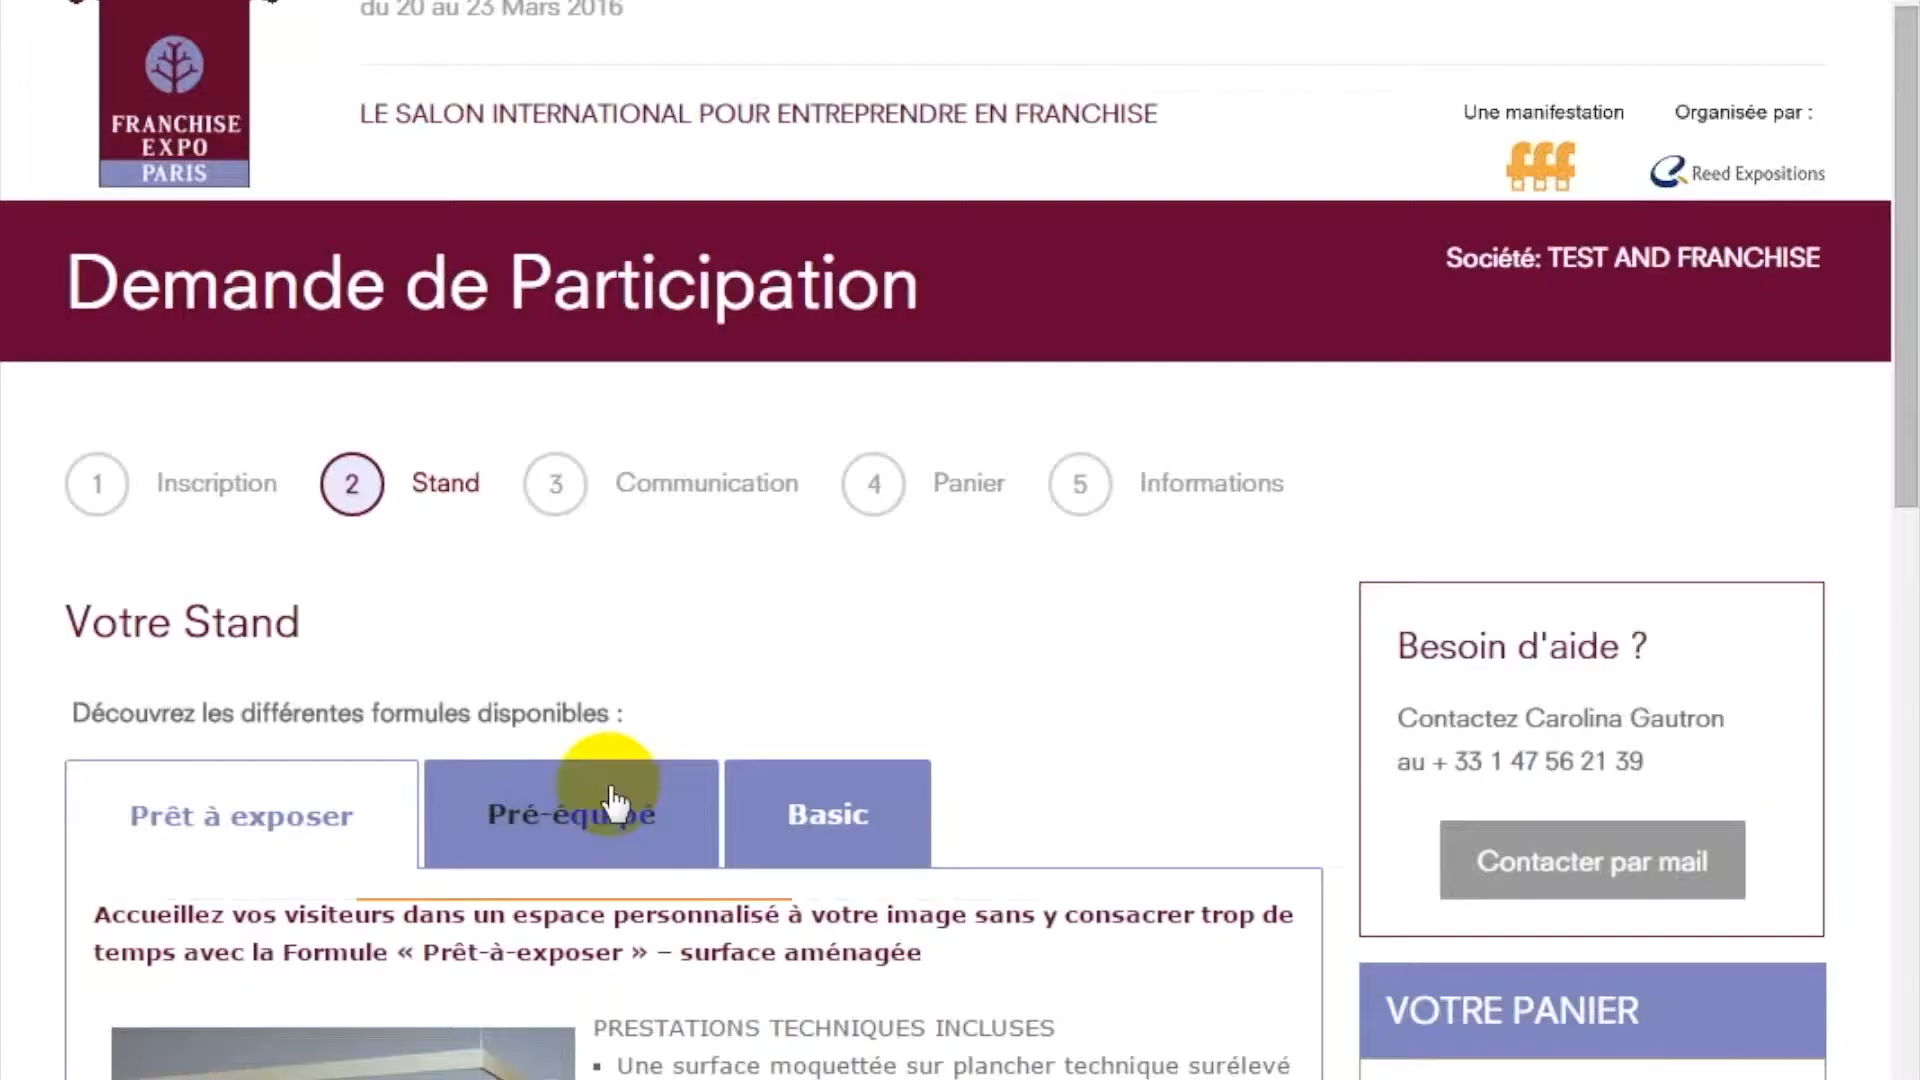 du 20 au 23 Mars 2016
LE SALON INTERNATIONAL POUR ENTREPRENDRE EN FRANCHISE
Une manifestation
Organisée par :
FRANCHISE
EXPO
PARIS
fff
Reed Expositions
Demande de Participation
Société: TEST AND FRANCHISE
1 Inscription
2 Stand
3 Communication
4 Panier
5 Informations
Votre Stand
Découvrez les différentes formules disponibles :
Prêt à exposer
Pré-équipé
Basic
Accueillez vos visiteurs dans un espace personnalisé à votre image sans y consacrer trop de
temps avec la Formule « Prêt-à-exposer » – surface aménagée
PRESTATIONS TECHNIQUES INCLUSES
▪ Une surface moquettée sur plancher technique surélevé
Besoin d'aide ?
Contactez Carolina Gautron
au + 33 1 47 56 21 39
Contacter par mail
VOTRE PANIER